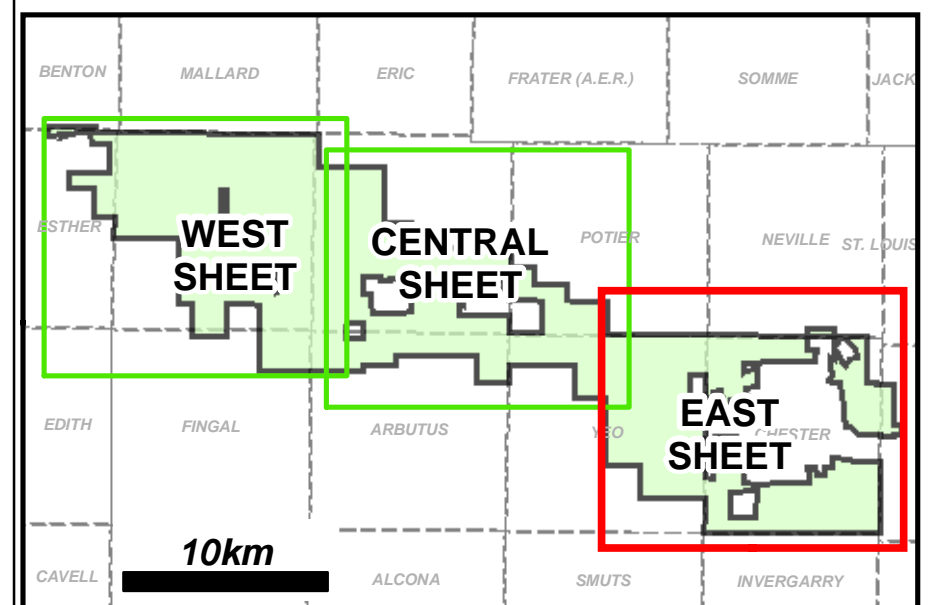 BENTON
MALLARD
ERIC
FRATER (A.E.R.)
SOMME
JACK
ESTHER
WEST
SHEET
CENTRAL
SHEET
POTIER
NEVILLE
ST. LOUIS
EDITH
FINGAL
ARBUTUS
YEO
EAST
SHEET
CHESTER
10km
CAVELL
ALCONA
SMUTS
INVERGARRY